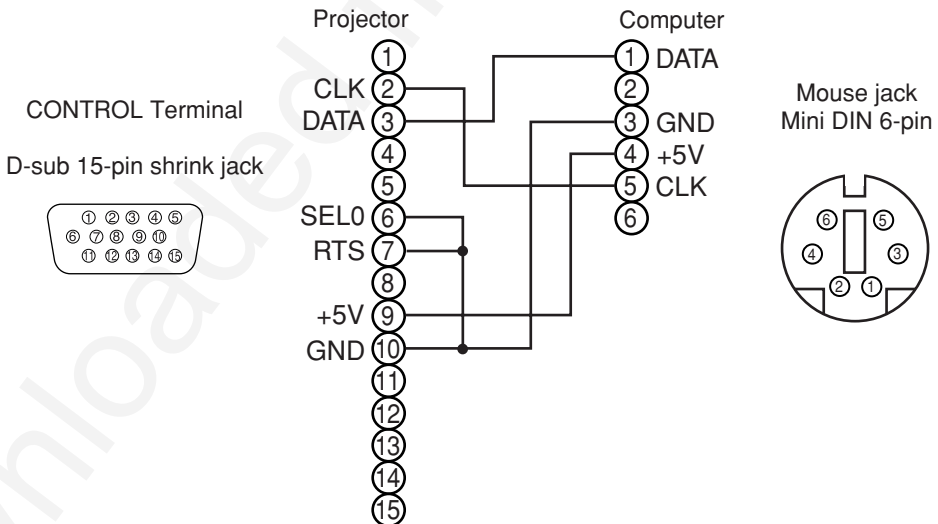 Projector
Computer
CONTROL Terminal
D-sub 15-pin shrink jack
① ② ③ ④ ⑤
⑥ ⑦ ⑧ ⑨ ⑩
⑪ ⑫ ⑬ ⑭ ⑮
①
CLK ②
DATA ③
④
⑤
SEL0 ⑥
RTS ⑦
⑧
+5V ⑨
GND ⑩
⑪
⑫
⑬
⑭
⑮
① DATA
②
③ GND
④ +5V
⑤ CLK
⑥
Mouse jack
Mini DIN 6-pin
⑥ ⑤
④ ③
② ①